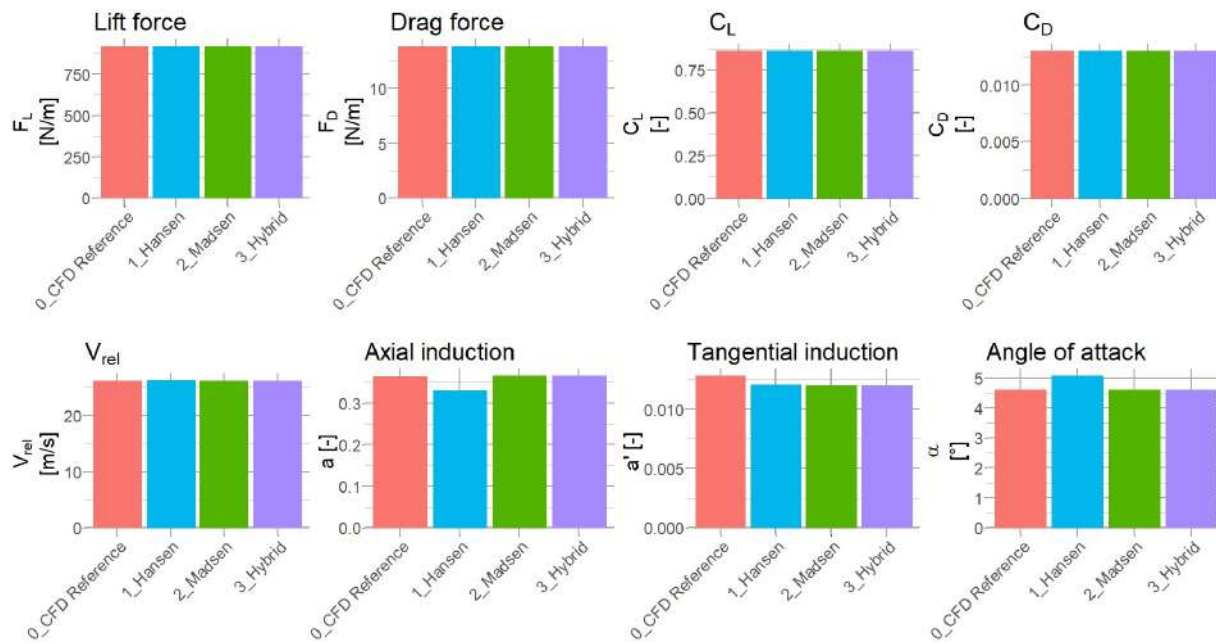 Lift force
F_L
[N/m]
750
500
250
0
0_CFD Reference
1_Hansen
2_Madsen
3_Hybrid
Drag force
F_D
[N/m]
10
5
0
0_CFD Reference
1_Hansen
2_Madsen
3_Hybrid
C_L
C_L
[-]
0.75
0.50
0.25
0.00
0_CFD Reference
1_Hansen
2_Madsen
3_Hybrid
C_D
C_D
[-]
0.010
0.005
0.000
0_CFD Reference
1_Hansen
2_Madsen
3_Hybrid
V_rel
V_rel
[m/s]
20
10
0
0_CFD Reference
1_Hansen
2_Madsen
3_Hybrid
Axial induction
a [-]
0.3
0.2
0.1
0.0
0_CFD Reference
1_Hansen
2_Madsen
3_Hybrid
Tangential induction
a' [-]
0.010
0.005
0.000
0_CFD Reference
1_Hansen
2_Madsen
3_Hybrid
Angle of attack
α
[°]
5
4
3
2
1
0
0_CFD Reference
1_Hansen
2_Madsen
3_Hybrid